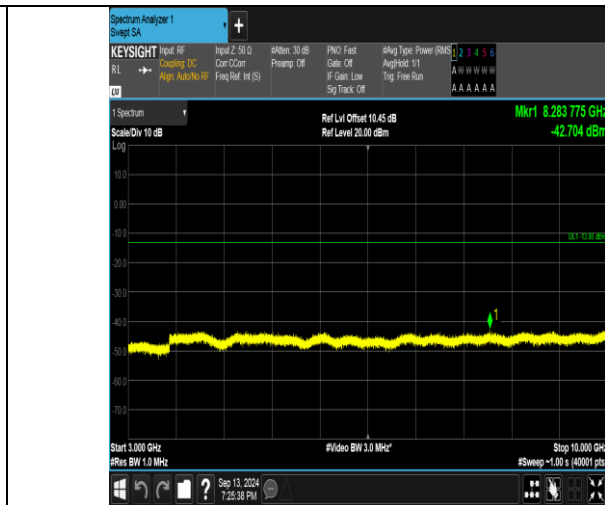 Spectrum Analyzer 1
Swept SA
+
KEYSIGHT Input: RF Input Z: 50 Ω #Atten: 30 dB PNO: Fast #Avg Type: Power (RMS 1 2 3 4 5 6
RL Coupling: DC Corr CCorr Preamp: Off Gate: Off Avg|Hold: 1/1 A W W W W W
Align: Auto/No RF Freq Ref: Int (S) IF Gain: Low Trig: Free Run
LXI Sig Track: Off A A A A A A
1 Spectrum Ref Lvl Offset 10.45 dB Mkr1 8.283 775 GHz
Scale/Div 10 dB Ref Level 20.00 dBm -42.704 dBm
Log
10.0
0.00
-10.0 DL1 -13.00 dBm
-20.0
-30.0
-40.0 1
-50.0
-60.0
-70.0
Start 3.000 GHz #Video BW 3.0 MHz* Stop 10.000 GHz
#Res BW 1.0 MHz #Sweep ~1.00 s (40001 pts
? Sep 13, 2024
7:25:38 PM